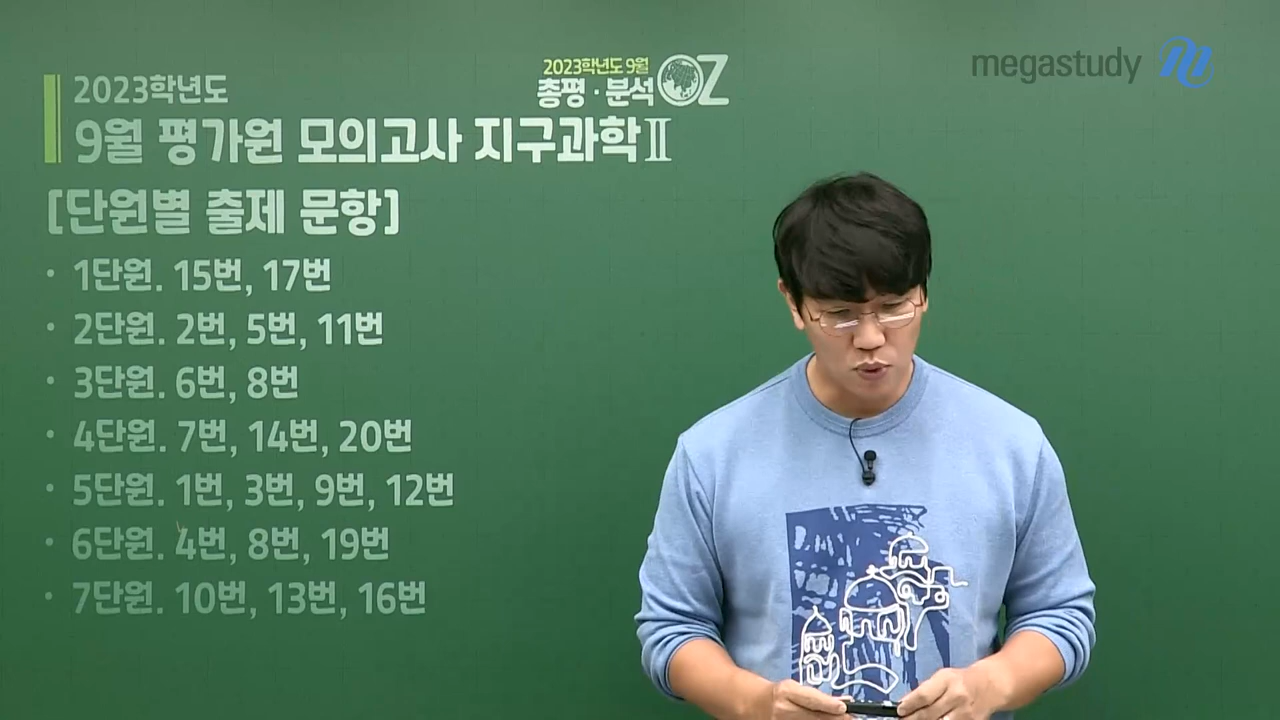 2023학년도
9월 평가원 모의고사 지구과학Ⅱ
2023학년도 9월
총평·분석 OZ
megastudy
[단원별 출제 문항]
• 1단원. 15번, 17번
• 2단원. 2번, 5번, 11번
• 3단원. 6번, 8번
• 4단원. 7번, 14번, 20번
• 5단원. 1번, 3번, 9번, 12번
• 6단원. 4번, 8번, 19번
• 7단원. 10번, 13번, 16번